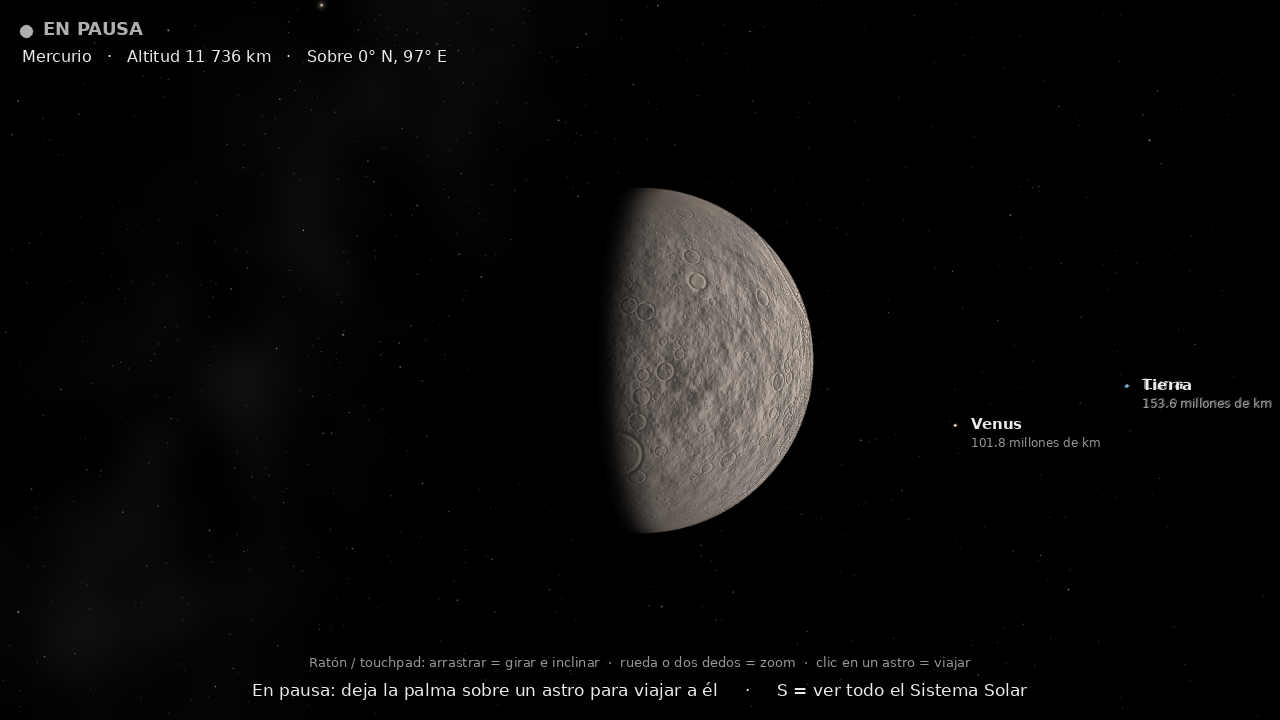 EN PAUSA
Mercurio · Altitud 11 736 km · Sobre 0° N, 97° E
Tierra
153.6 millones de km
Venus
101.8 millones de km
Ratón / touchpad: arrastrar = girar e inclinar · rueda o dos dedos = zoom · clic en un astro = viajar
En pausa: deja la palma sobre un astro para viajar a él · S = ver todo el Sistema Solar